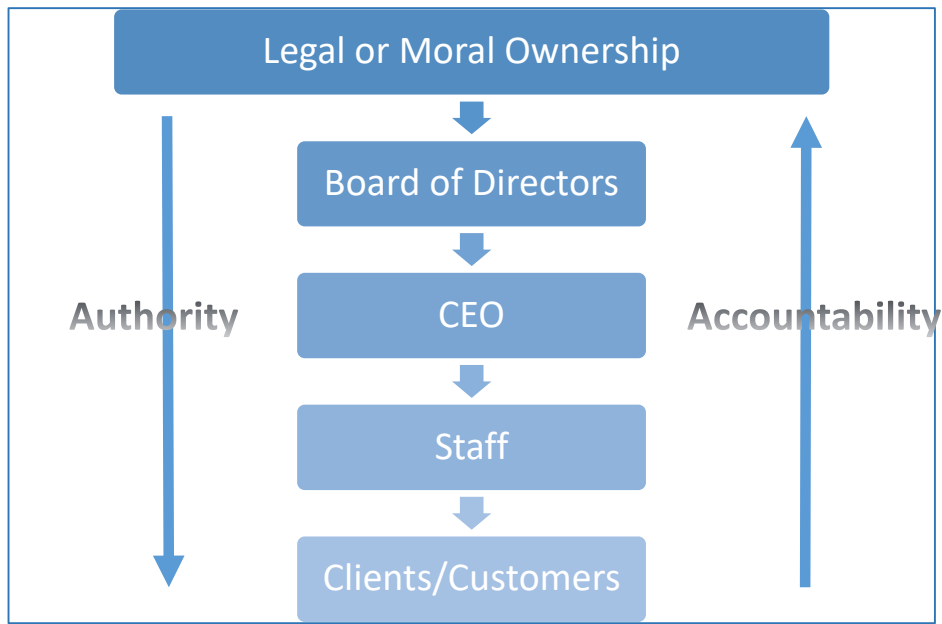 Legal or Moral Ownership
Board of Directors
Authority
CEO
Accountability
Staff
Clients/Customers